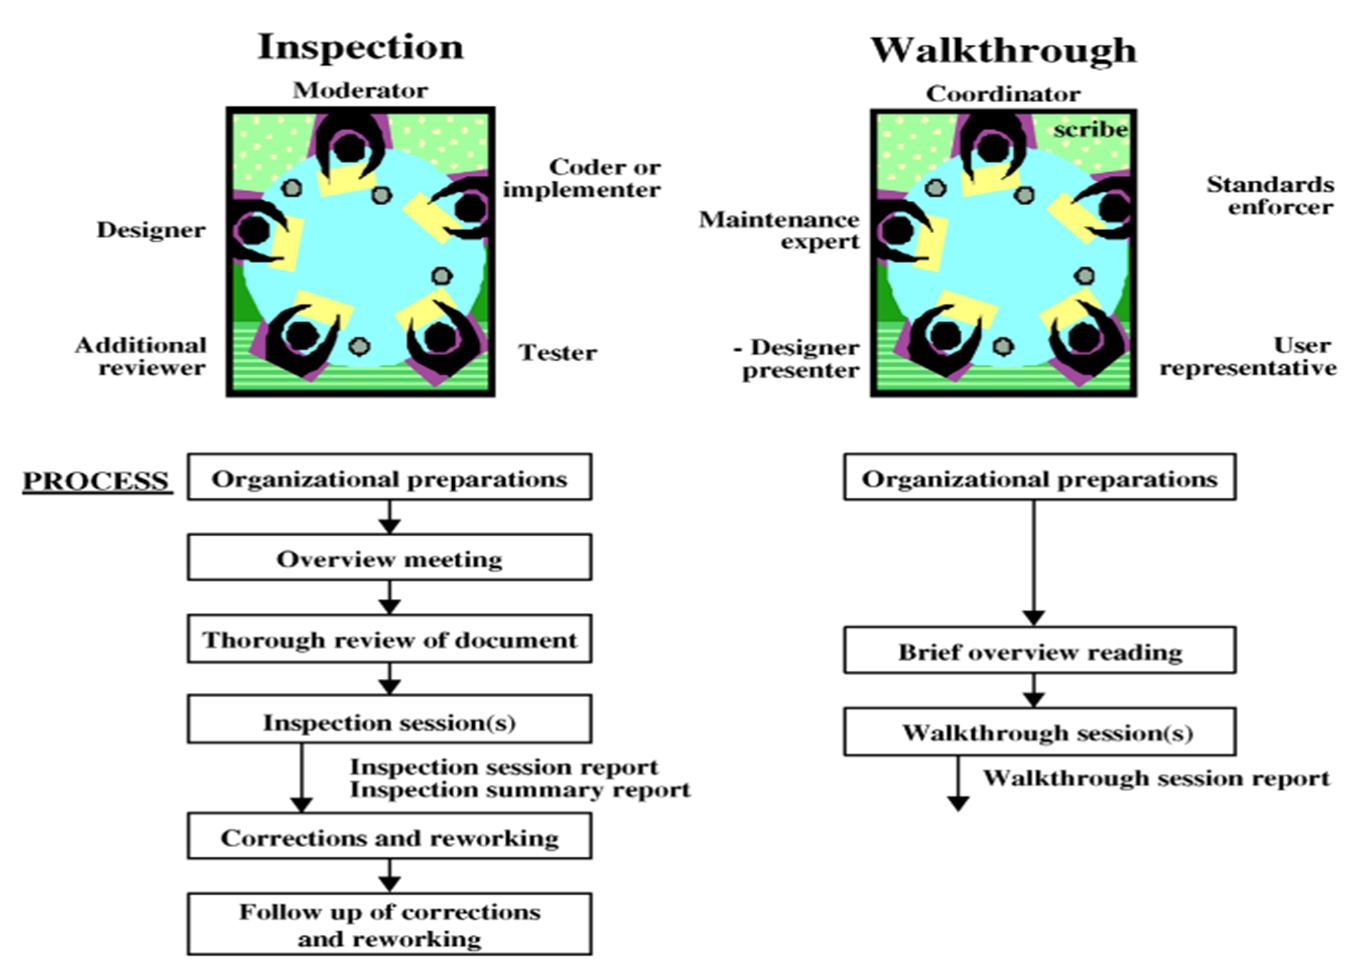 Inspection
Moderator
Coder or
implementer
Designer
Additional
reviewer
Tester
Walkthrough
Coordinator
scribe
Standards
enforcer
Maintenance
expert
- Designer
presenter
User
representative
PROCESS
Organizational preparations
Overview meeting
Thorough review of document
Inspection session(s)
Inspection session report
Inspection summary report
Corrections and reworking
Follow up of corrections
and reworking
Organizational preparations
Brief overview reading
Walkthrough session(s)
Walkthrough session report